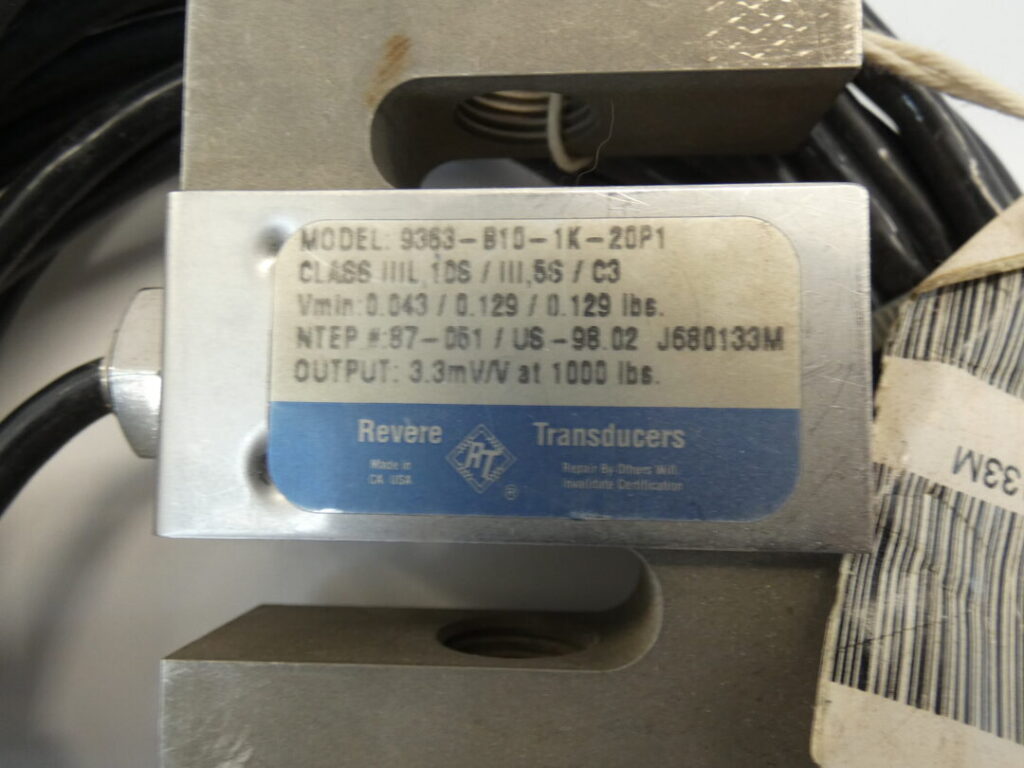 MODEL: 9363-B10-1K-20P1
CLASS IIIL,10S / III,5S / C3
Vmin:0.043 / 0.129 / 0.129 lbs.
NTEP #:87-051 / US-98.02 J680133M
OUTPUT: 3.3mV/V at 1000 lbs.
Revere RT Transducers
®
Made in
CA USA
Repair By Others Will
Invalidate Certification
33M